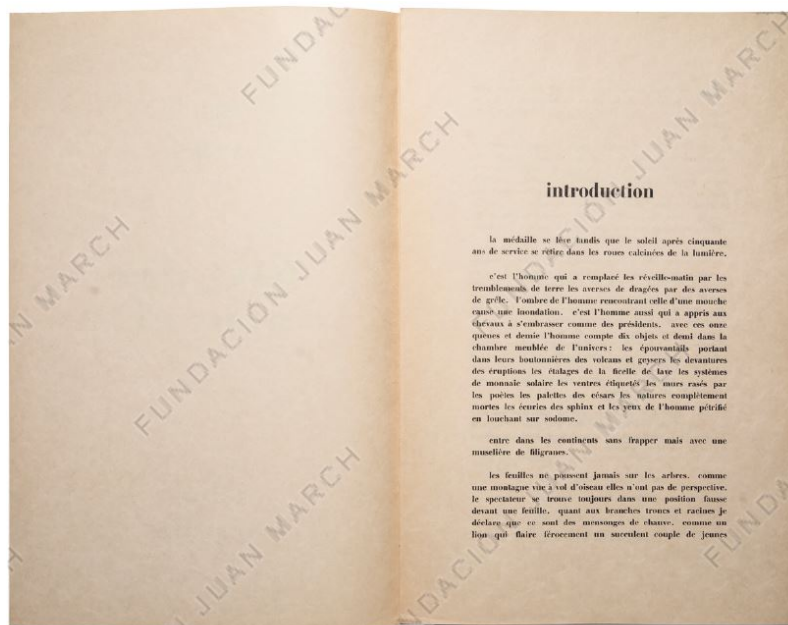 introduction
la médaille se lève tandis que le soleil après cinquante
ans de service se retire dans les roues calcinées de la lumière.
c'est l'homme qui a remplacé les réveille-matin par les
tremblements de terre les averses de dragées par des averses
de grêle. l'ombre de l'homme rencontrant celle d'une mouche
cause une inondation. c'est l'homme aussi qui a appris aux
chevaux à s'embrasser comme des présidents. avec ces onze
queues et demie l'homme compte dix objets et demi dans la
chambre meublée de l'univers: les épouvantails portant
dans leurs boutonnières des volcans et geysers les devantures
des éruptions les étalages de la ficelle de lave les systèmes
de monnaie solaire les ventres étiquetés les murs rasés par
les poètes les palettes des césars les natures complètement
mortes les écuries des sphinx et les yeux de l'homme pétrifié
en louchant sur sodome.
entre dans les continents sans frapper mais avec une
muselière de filigranes.
les feuilles ne poussent jamais sur les arbres. comme
une montagne vue à vol d'oiseau elles n'ont pas de perspective.
le spectateur se trouve toujours dans une position fausse
devant une feuille. quant aux branches troncs et racines je
déclare que ce sont des mensonges de chauve. comme un
lion qui flaire férocement un succulent couple de jeunes
FUNDACIÓN JUAN MARCH
FUNDACIÓN JUAN MARCH
FUNDACIÓN JUAN MARCH